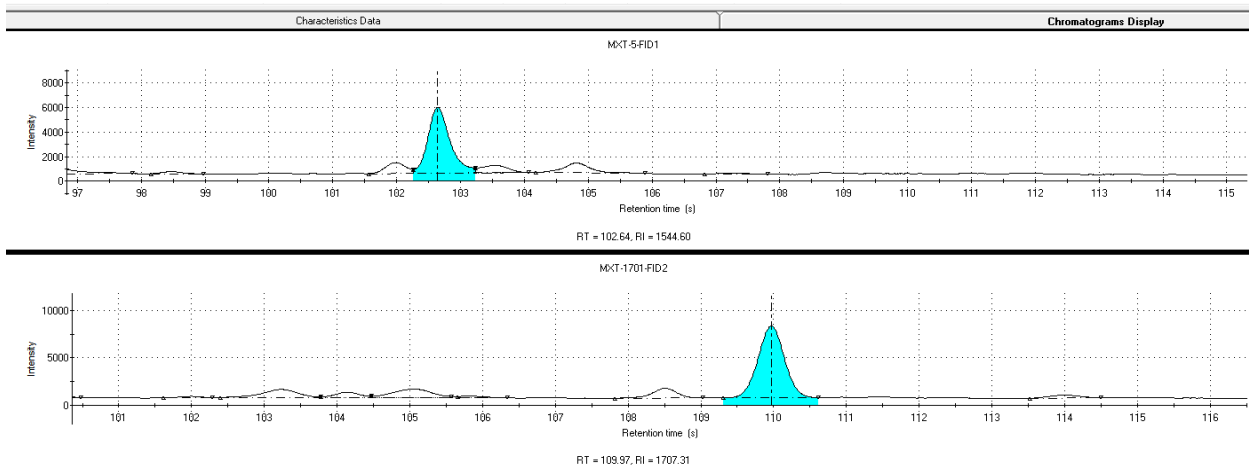 Characteristics Data Chromatograms Display
MXT-5-FID1
8000
6000
4000
2000
0
Intensity
97 98 99 100 101 102 103 104 105 106 107 108 109 110 111 112 113 114 115
Retention time (s)
RT = 102.64, RI = 1544.60
MXT-1701-FID2
10000
5000
0
Intensity
101 102 103 104 105 106 107 108 109 110 111 112 113 114 115 116
Retention time (s)
RT = 109.97, RI = 1707.31